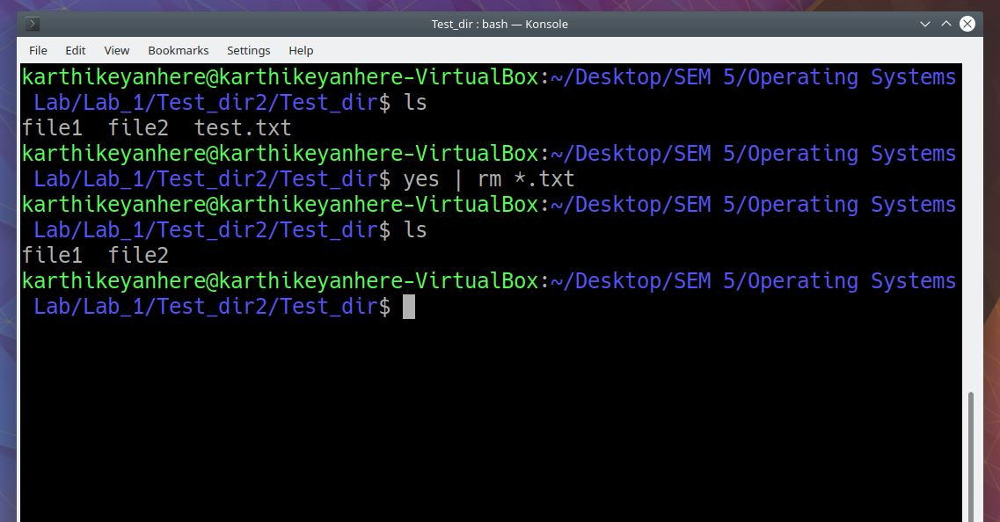 Test_dir : bash — Konsole
File Edit View Bookmarks Settings Help
karthikeyanhere@karthikeyanhere-VirtualBox:~/Desktop/SEM 5/Operating Systems
Lab/Lab_1/Test_dir2/Test_dir$ ls
file1  file2  test.txt
karthikeyanhere@karthikeyanhere-VirtualBox:~/Desktop/SEM 5/Operating Systems
Lab/Lab_1/Test_dir2/Test_dir$ yes | rm *.txt
karthikeyanhere@karthikeyanhere-VirtualBox:~/Desktop/SEM 5/Operating Systems
Lab/Lab_1/Test_dir2/Test_dir$ ls
file1  file2
karthikeyanhere@karthikeyanhere-VirtualBox:~/Desktop/SEM 5/Operating Systems
Lab/Lab_1/Test_dir2/Test_dir$